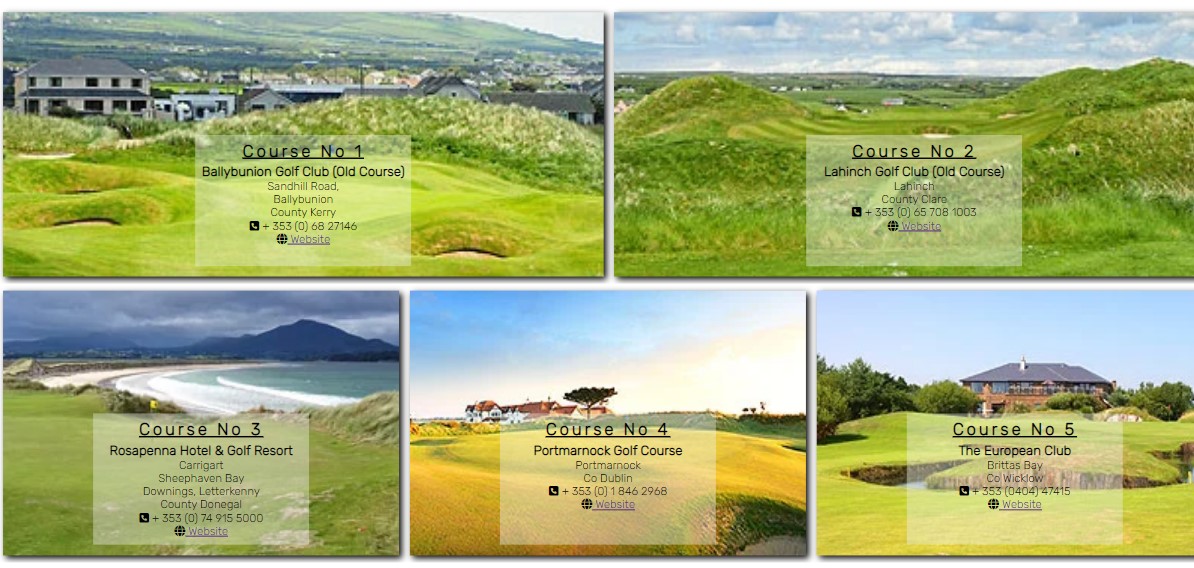 Course No 1
Ballybunion Golf Club (Old Course)
Sandhill Road,
Ballybunion
County Kerry
+ 353 (0) 68 27146
Website
Course No 2
Lahinch Golf Club (Old Course)
Lahinch
County Clare
+ 353 (0) 65 708 1003
Website
Course No 3
Rosapenna Hotel & Golf Resort
Carrigart
Sheephaven Bay
Downings, Letterkenny
County Donegal
+ 353 (0) 74 915 5000
Website
Course No 4
Portmarnock Golf Course
Portmarnock
Co Dublin
+ 353 (0) 1 846 2968
Website
Course No 5
The European Club
Brittas Bay
Co Wicklow
+ 353 (0404) 47415
Website